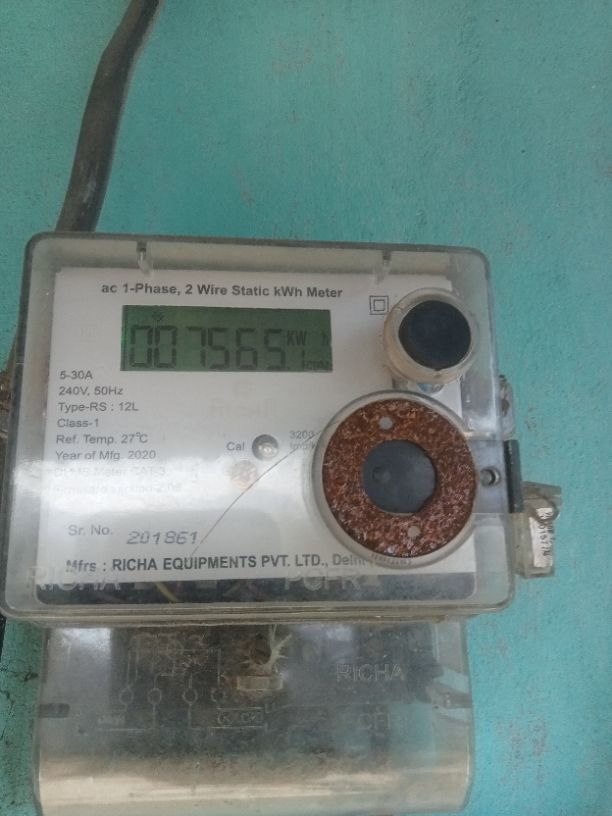 ac 1-Phase, 2 Wire Static kWh Meter
007565.1 KW h
5-30A
240V, 50Hz
Type-RS : 12L
Class-1
Ref. Temp. 27°C
Year of Mfg. 2020
Cal
3200
imp/k
Sr. No. 201861
Mfrs : RICHA EQUIPMENTS PVT. LTD., Delhi
RICHA
RICHA